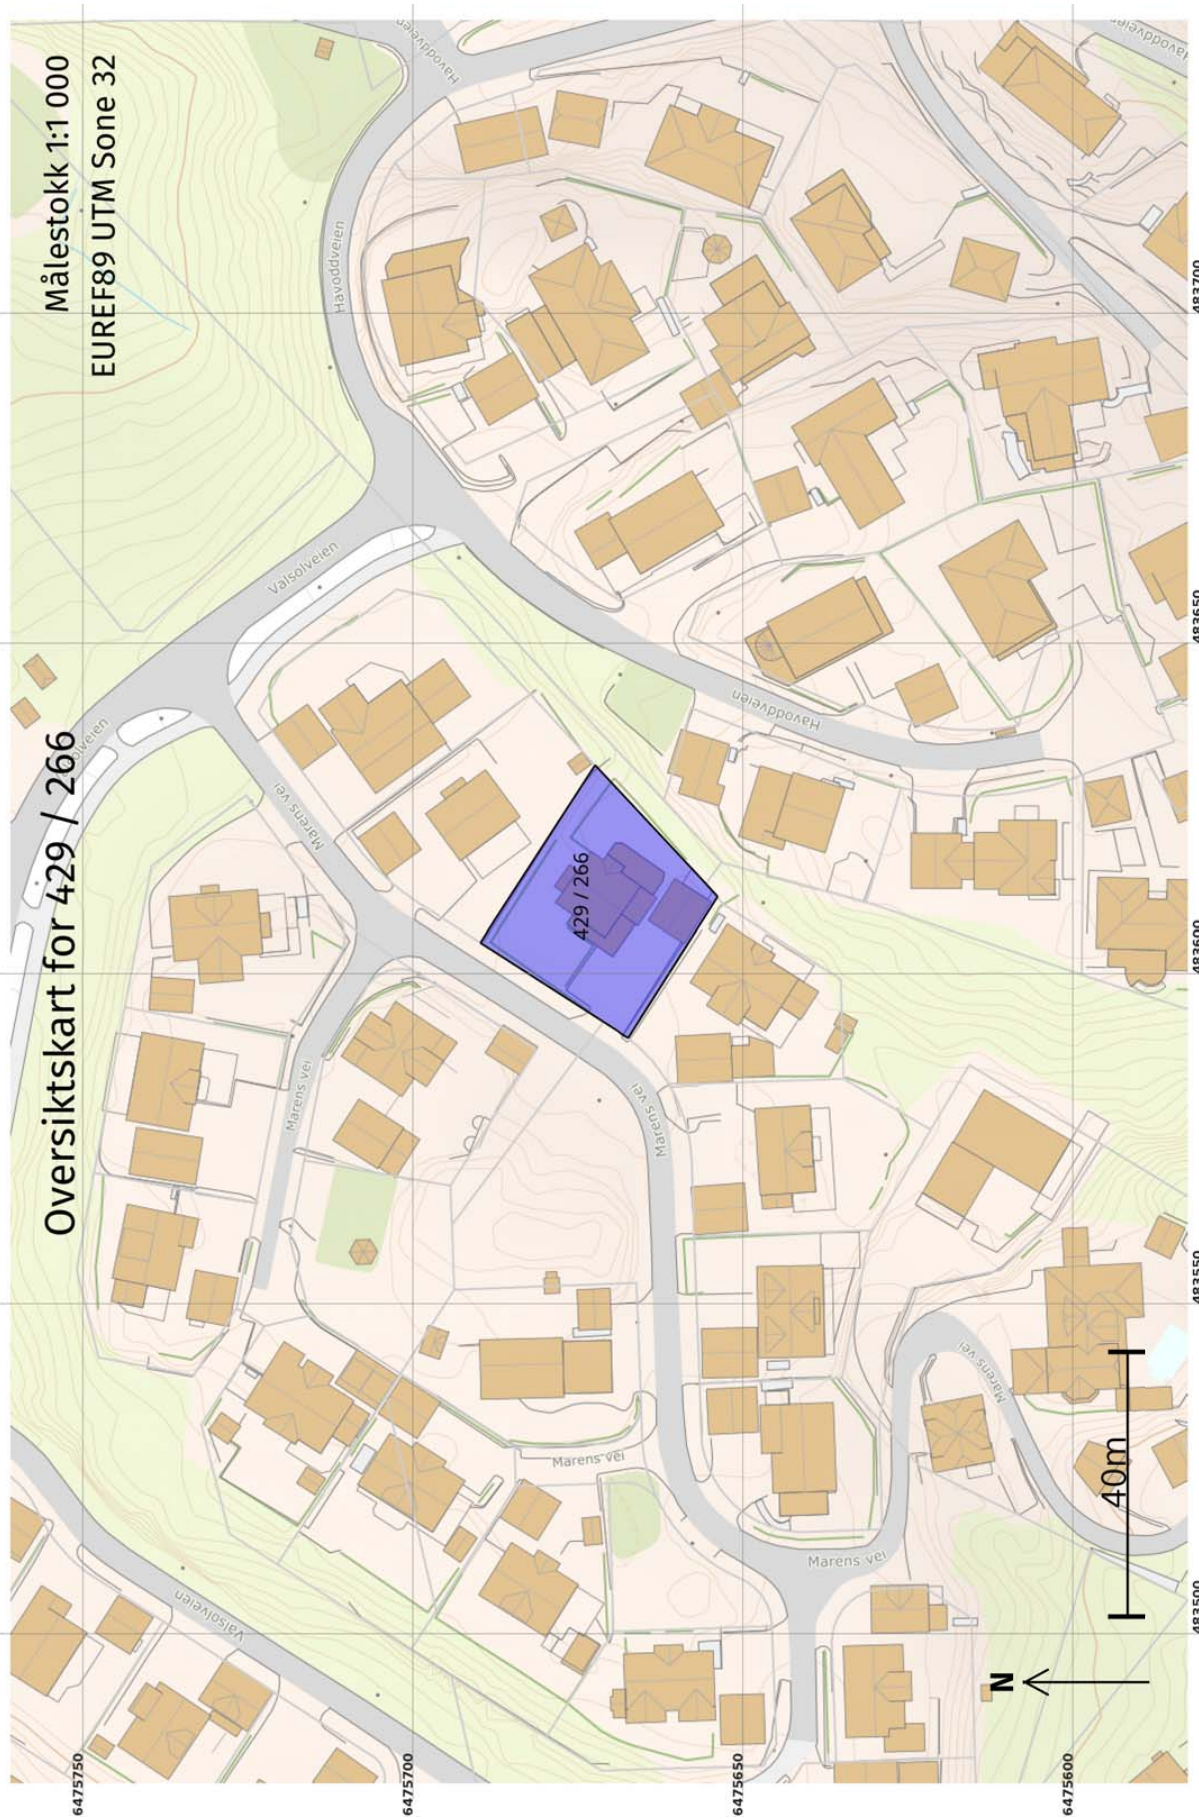 Oversiktskart for 429 / 266
Målestokk 1:1 000
EUREF89 UTM Sone 32
Valsolveien
Valsolveien
Havoddveien
Havoddveien
Havoddveien
Marens vei
Marens vei
Marens vei
Marens vei
Marens vei
Marens vei
429 / 266
N
40m
6475750
6475700
6475650
6475600
483500
483550
483600
483650
483700